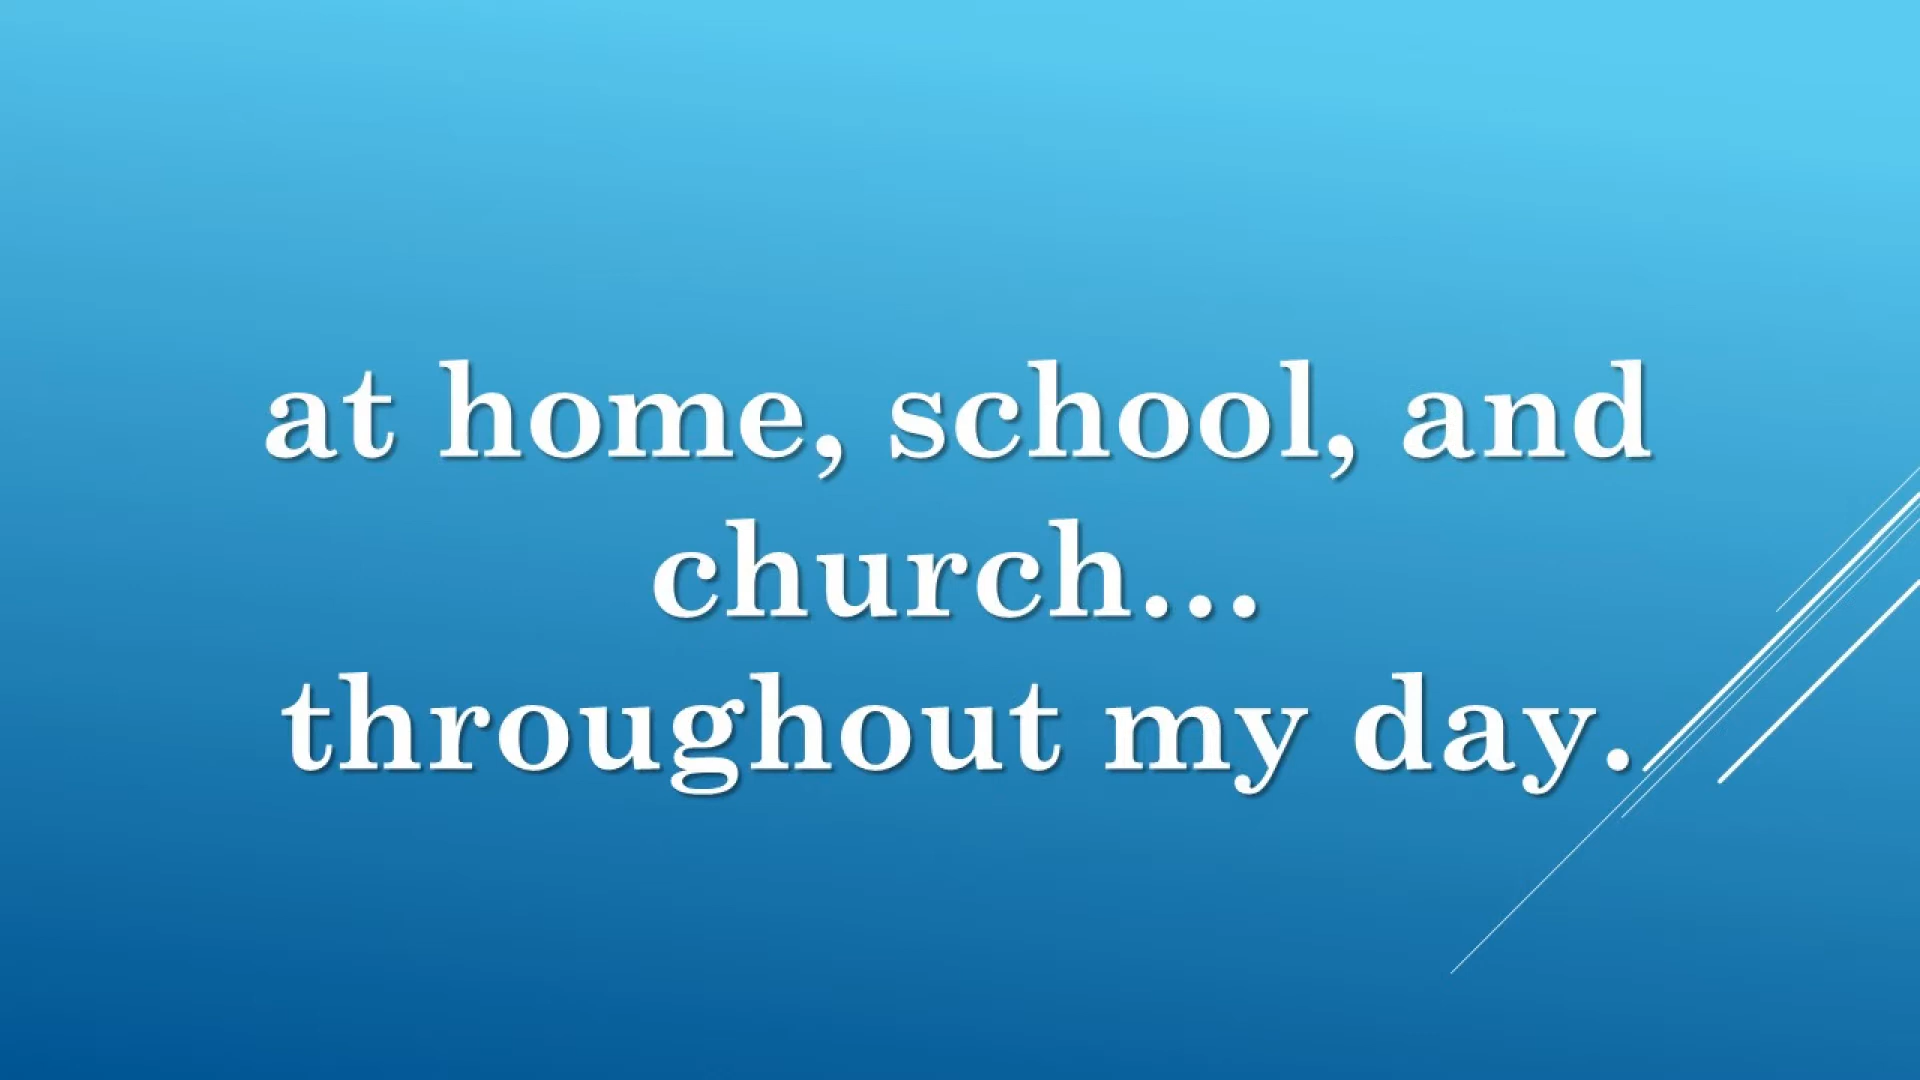 at home, school, and
church...
throughout my day.